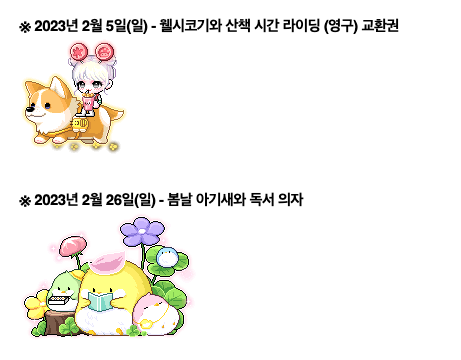 ※ 2023년 2월 5일(일) - 웰시코기와 산책 시간 라이딩 (영구) 교환권
※ 2023년 2월 26일(일) - 봄날 아기새와 독서 의자